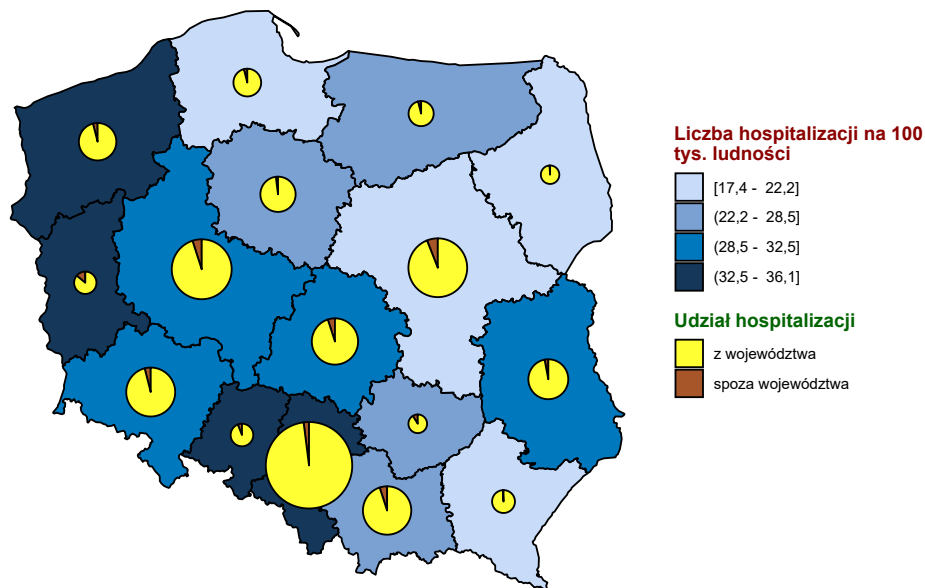 Liczba hospitalizacji na 100
tys. ludności
[17,4 - 22,2]
(22,2 - 28,5]
(28,5 - 32,5]
(32,5 - 36,1]
Udział hospitalizacji
z województwa
spoza województwa